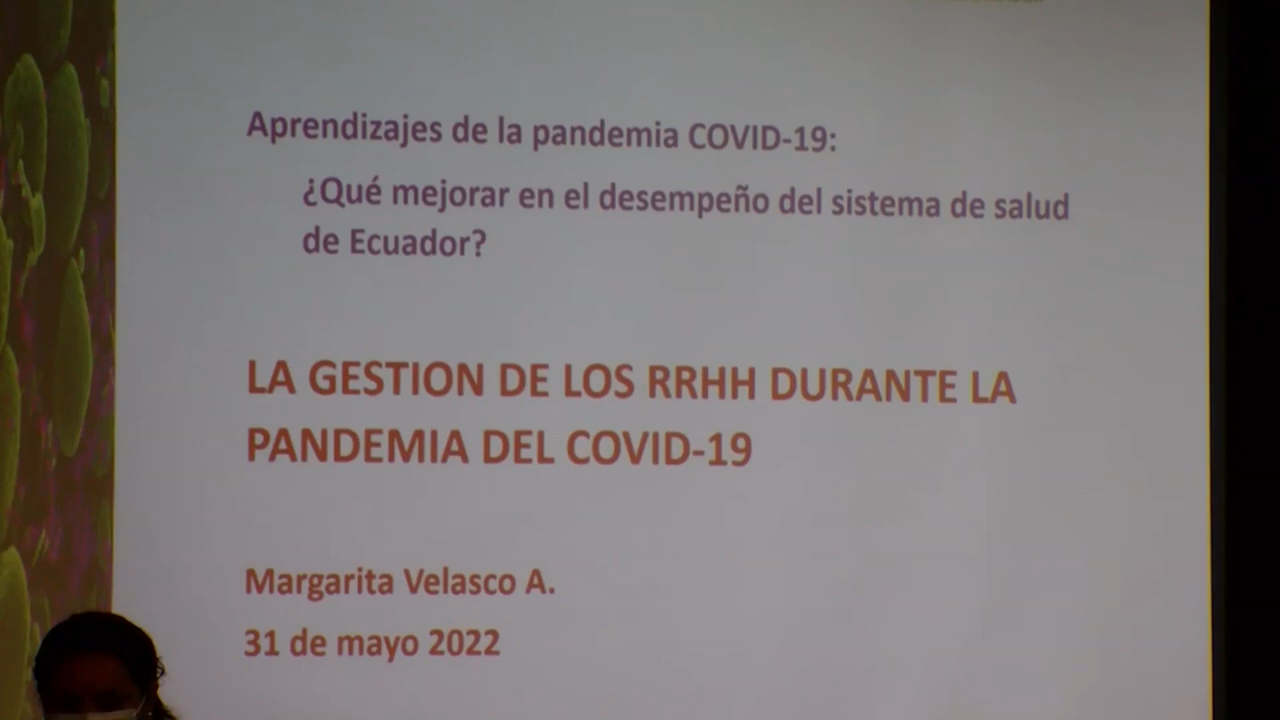 Aprendizajes de la pandemia COVID-19:
¿Qué mejorar en el desempeño del sistema de salud
de Ecuador?
LA GESTION DE LOS RRHH DURANTE LA
PANDEMIA DEL COVID-19
Margarita Velasco A.
31 de mayo 2022